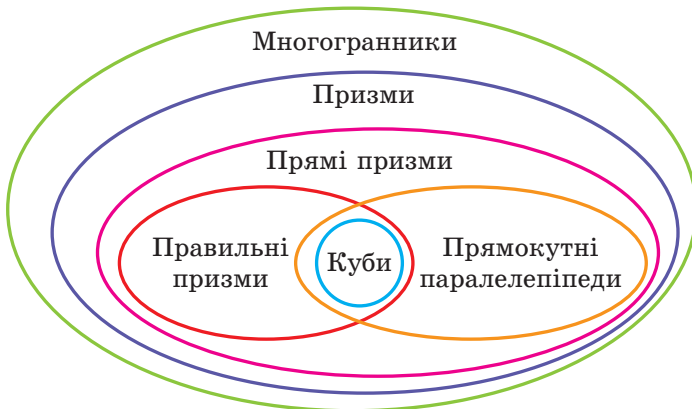 Многогранники
Призми
Прямі призми
Правильні
призми
Куби
Прямокутні
паралелепіпеди